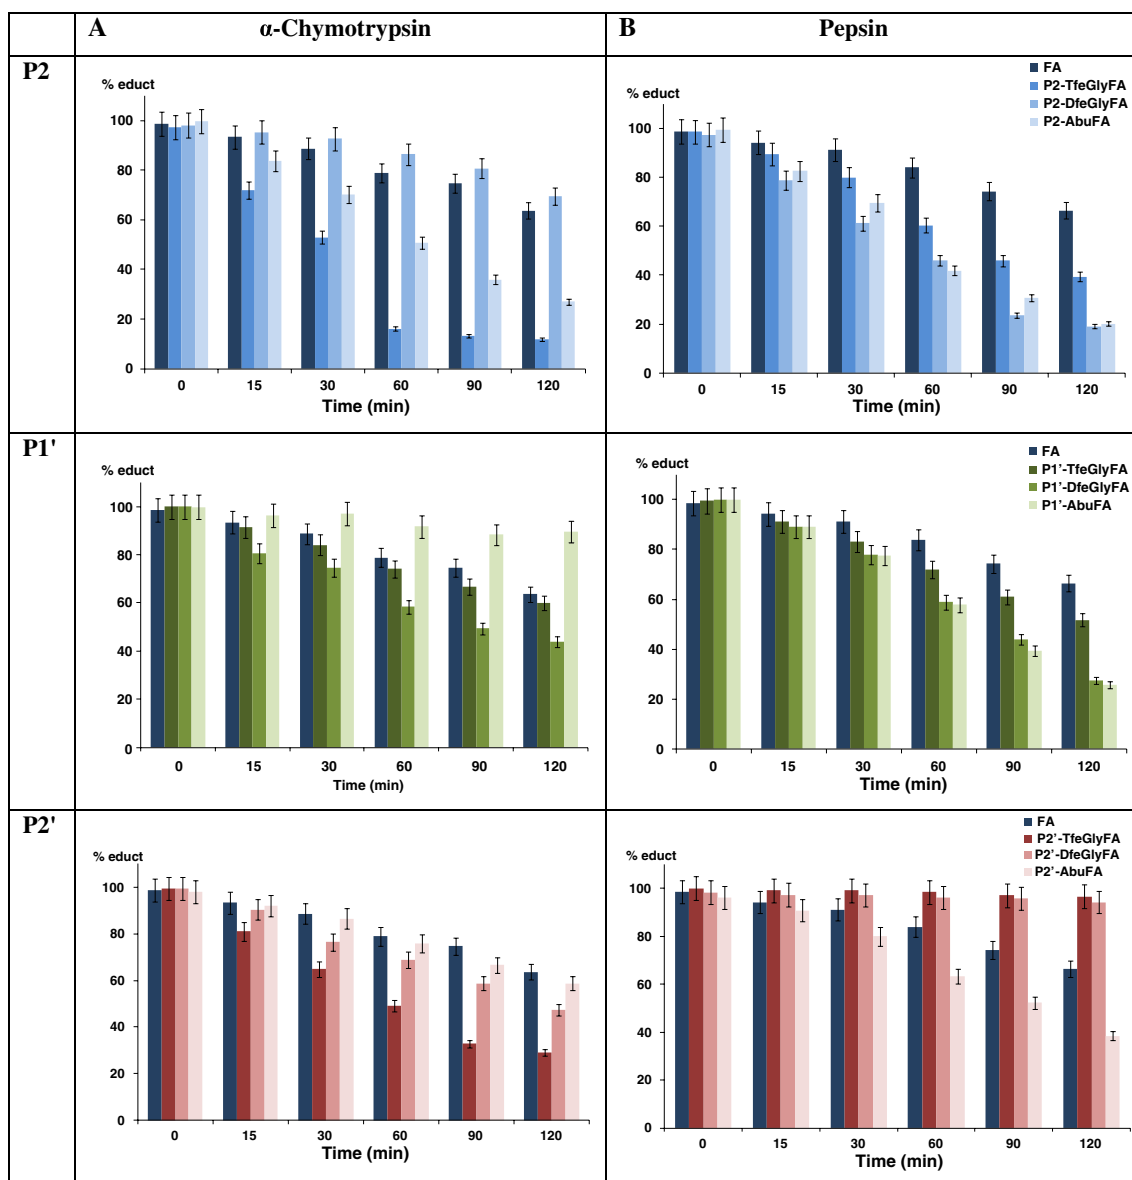 A α-Chymotrypsin B Pepsin
P2
% educt
100
80
60
40
20
0
0 15 30 60 90 120
Time (min)
% educt
FA
P2-TfeGlyFA
P2-DfeGlyFA
P2-AbuFA
100
80
60
40
20
0
0 15 30 60 90 120
Time (min)
P1'
% educt
100
80
60
40
20
0
0 15 30 60 90 120
Time (min)
% educt
FA
P1'-TfeGlyFA
P1'-DfeGlyFA
P1'-AbuFA
100
80
60
40
20
0
0 15 30 60 90 120
Time (min)
P2'
% educt
100
80
60
40
20
0
0 15 30 60 90 120
Time (min)
% educt
FA
P2'-TfeGlyFA
P2'-DfeGlyFA
P2'-AbuFA
100
80
60
40
20
0
0 15 30 60 90 120
Time (min)